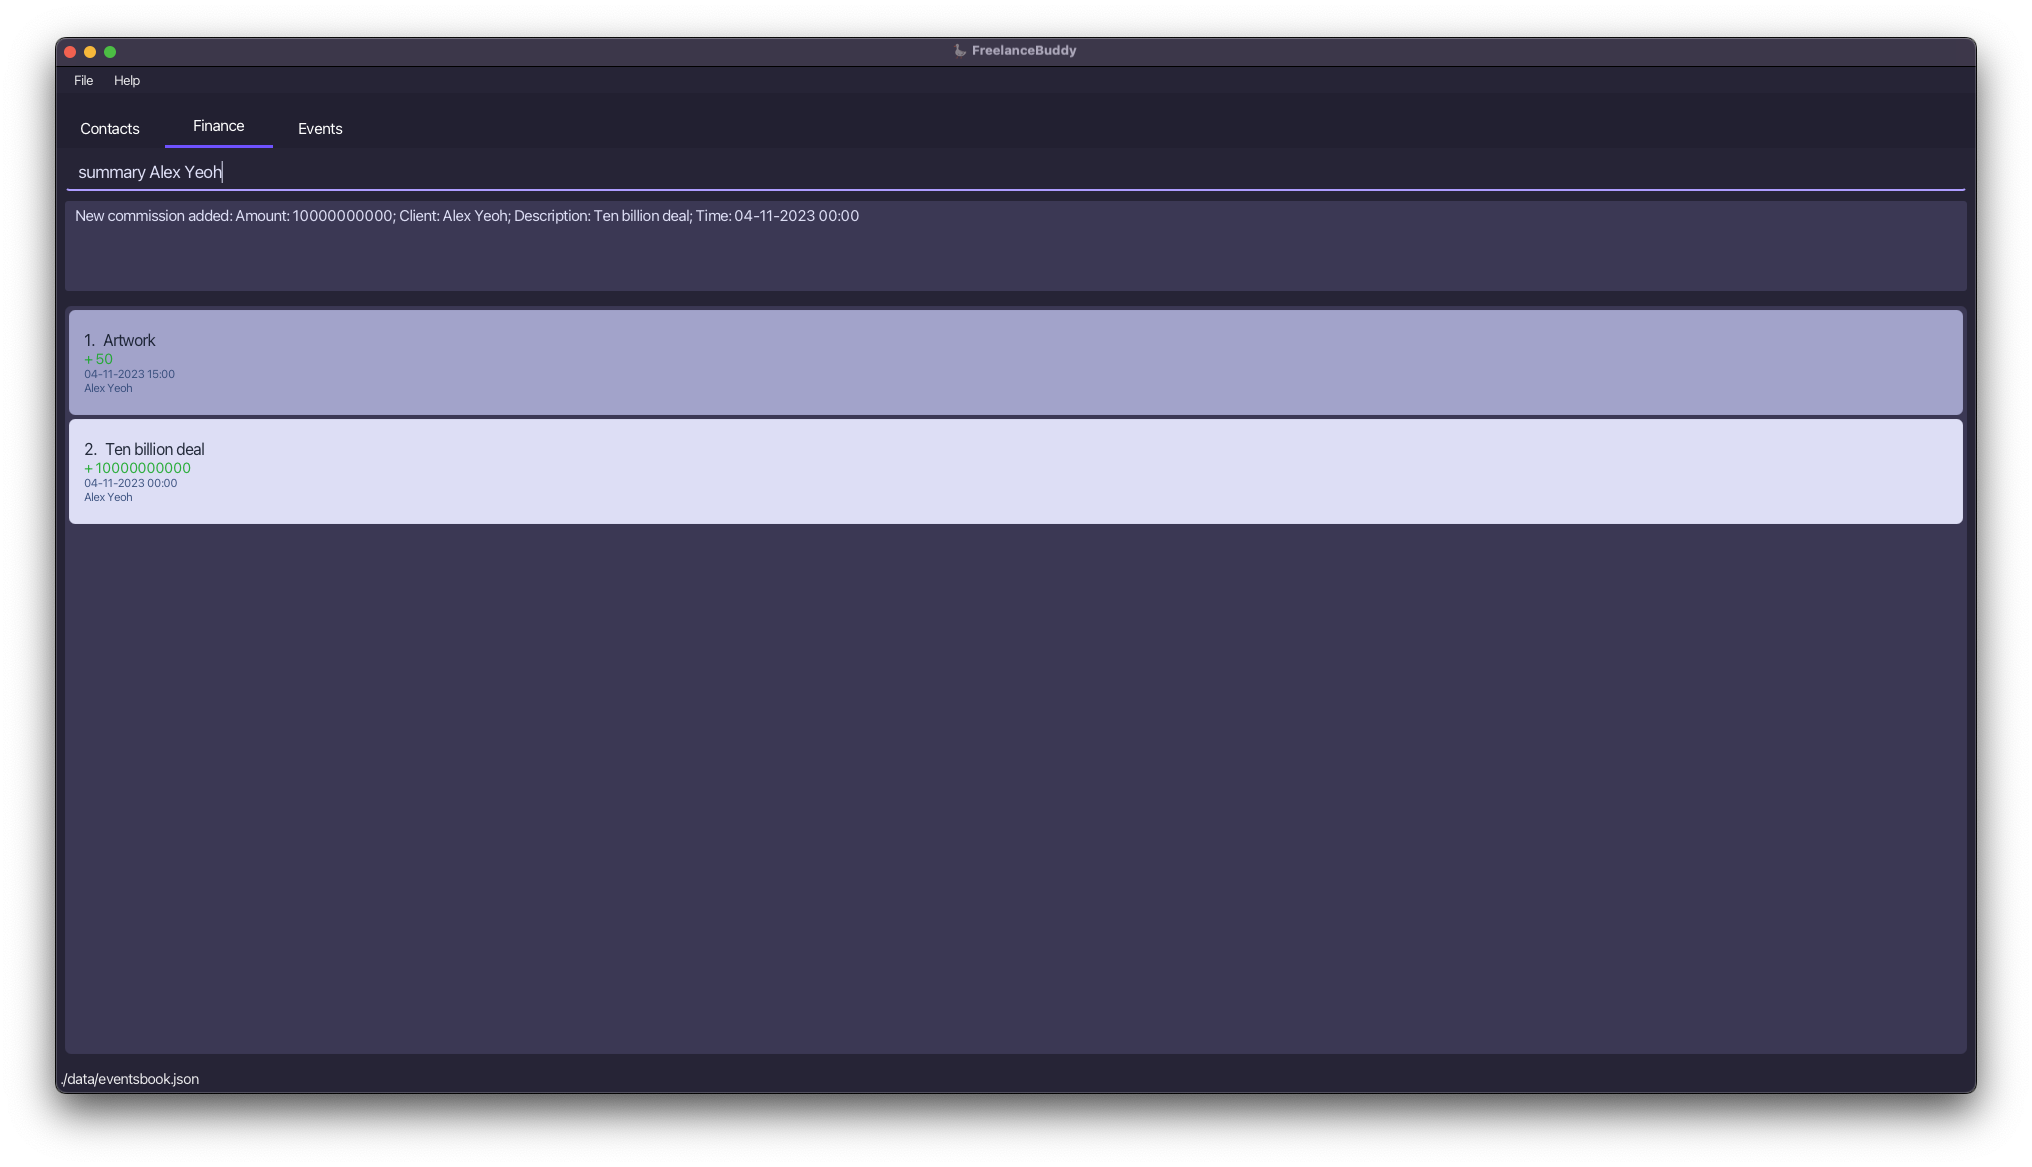 FreelanceBuddy
File Help
Contacts Finance Events
summary Alex Yeoh
New commission added: Amount: 10000000000; Client: Alex Yeoh; Description: Ten billion deal; Time: 04-11-2023 00:00
1. Artwork
+ 50
04-11-2023 15:00
Alex Yeoh
2. Ten billion deal
+ 10000000000
04-11-2023 00:00
Alex Yeoh
./data/eventsbook.json